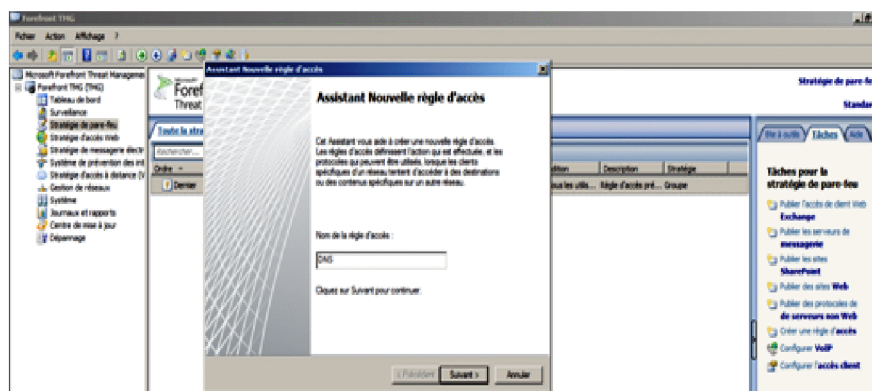 Forefront TMG
Fichier Action Affichage ?
Microsoft Forefront Threat Manageme
Forefront TMG (TMG)
Tableau de bord
Surveillance
Stratégie de pare-feu
Stratégie d'accès Web
Stratégie de messagerie électr
Système de prévention des int
Stratégie d'accès à distance (V
Gestion de réseaux
Système
Journaux et rapports
Centre de mise à jour
Dépannage
Microsoft
Foref
Threat
Toute la stra
Rechercher...
Ordre
Dernier
Assistant Nouvelle règle d'accès
Assistant Nouvelle règle d'accès
Cet Assistant vous aide à créer une nouvelle règle d'accès.
Les règles d'accès définissent l'action qui est effectuée, et les
protocoles qui peuvent être utilisés, lorsque les clients
spécifiques d'un réseau tentent d'accéder à des destinations
ou des contenus spécifiques sur un autre réseau.
Nom de la règle d'accès :
DNS
Cliquez sur Suivant pour continuer.
< Précédent Suivant > Annuler
dition Description Stratégie
ous les utilis... Règle d'accès pré... Groupe
Stratégie de pare-feu
Standar
Tâches Aide
Tâches pour la
stratégie de pare-feu
Publier l'accès de client Web
Exchange
Publier les serveurs de
messagerie
Publier les sites
SharePoint
Publier des sites Web
Publier des protocoles de
de serveurs non Web
Créer une règle d'accès
Configurer VoIP
Configurer l'accès client